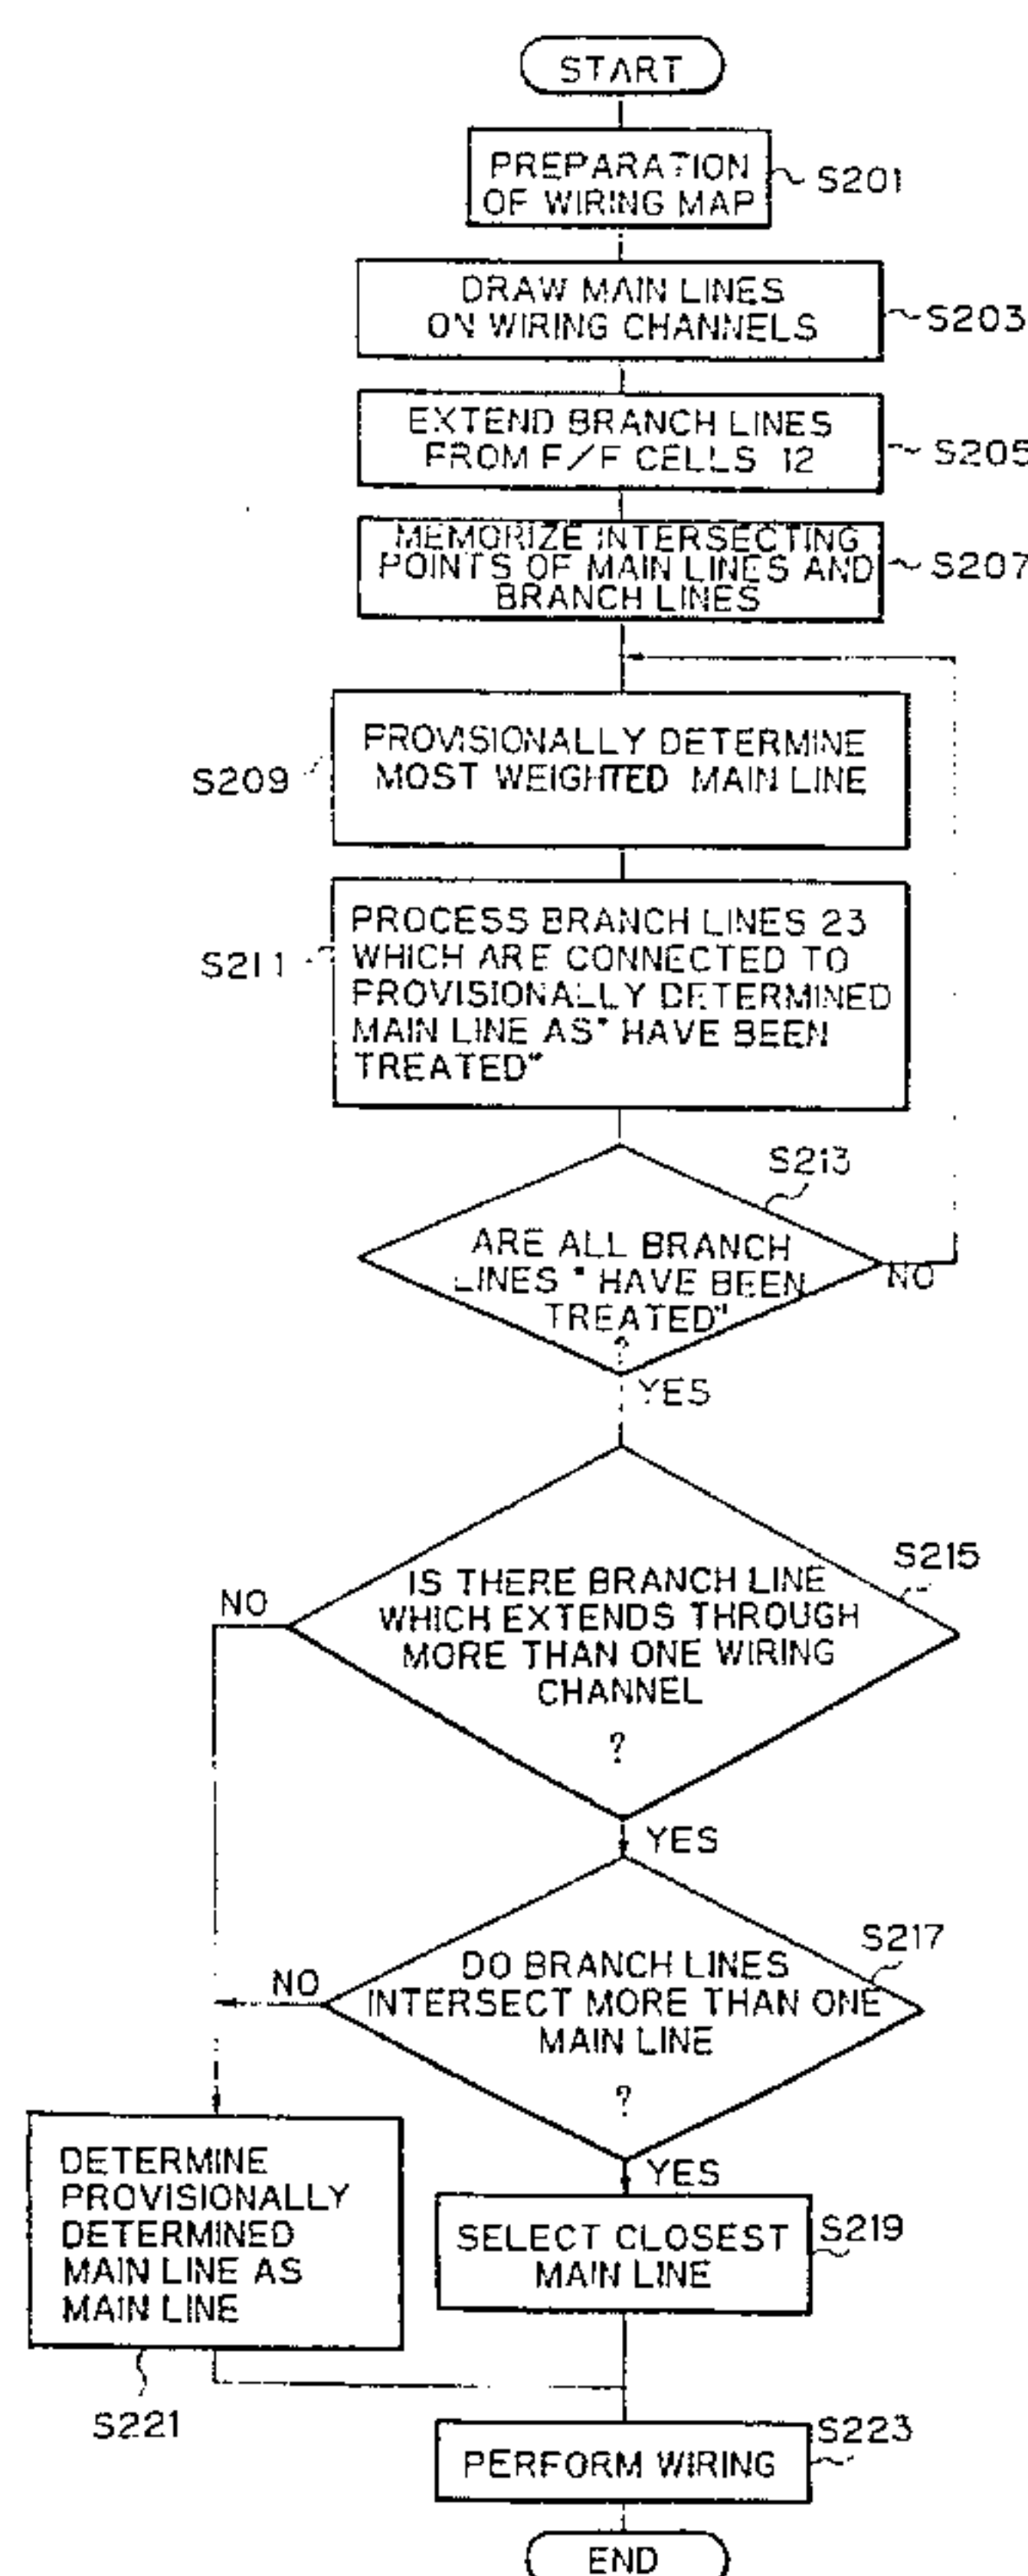 START
PREPARATION
OF WIRING MAP
S201
DRAW MAIN LINES
ON WIRING CHANNELS
S203
EXTEND BRANCH LINES
FROM F/F CELLS 12
S205
MEMORIZE INTERSECTING
POINTS OF MAIN LINES AND
BRANCH LINES
S207
PROVISIONALLY DETERMINE
MOST WEIGHTED MAIN LINE
S209
PROCESS BRANCH LINES 23
WHICH ARE CONNECTED TO
PROVISIONALLY DETERMINED
MAIN LINE AS" HAVE BEEN
TREATED"
S211
S213
ARE ALL BRANCH
LINES " HAVE BEEN
TREATED"
?
NO
YES
S215
IS THERE BRANCH LINE
WHICH EXTENDS THROUGH
MORE THAN ONE WIRING
CHANNEL
?
NO
YES
S217
DO BRANCH LINES
INTERSECT MORE THAN ONE
MAIN LINE
?
NO
YES
DETERMINE
PROVISIONALLY
DETERMINED
MAIN LINE AS
MAIN LINE
S221
SELECT CLOSEST
MAIN LINE
S219
PERFORM WIRING
S223
END